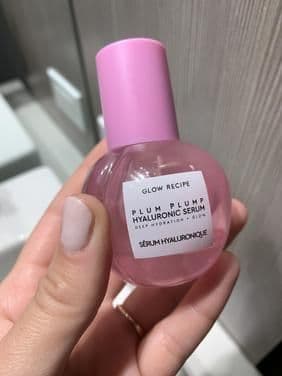 GLOW RECIPE
PLUM PLUMP
HYALURONIC SERUM
DEEP HYDRATION + GLOW
SÉRUM HYALURONIQUE